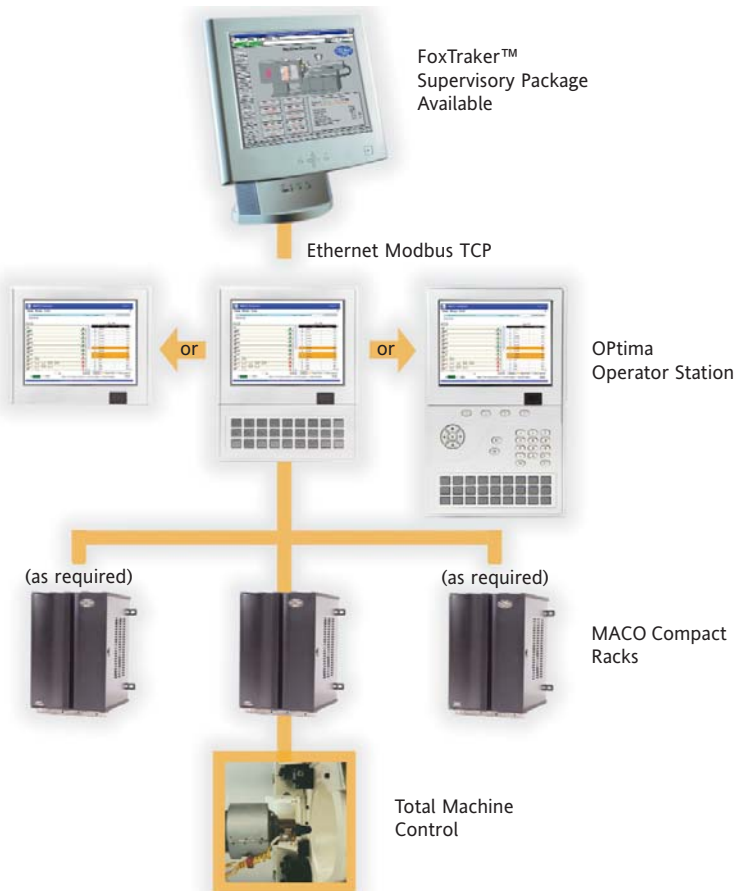 FoxTraker™
Supervisory Package
Available
Ethernet Modbus TCP
or
or
OPtima
Operator Station
(as required)
(as required)
MACO Compact
Racks
Total Machine
Control